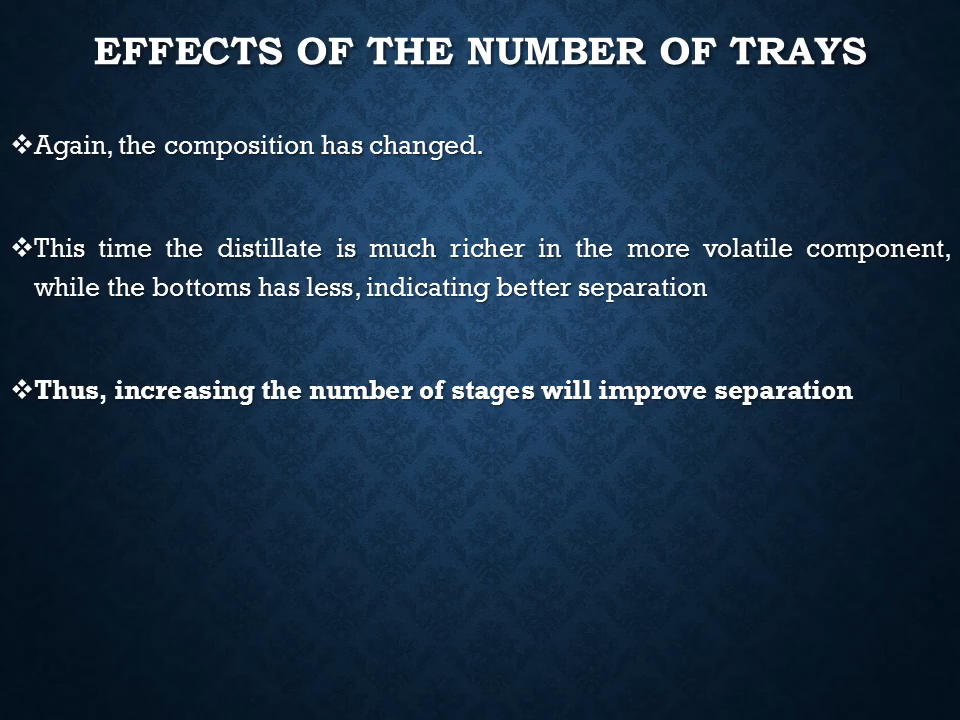 EFFECTS OF THE NUMBER OF TRAYS
❖Again, the composition has changed.
❖This time the distillate is much richer in the more volatile component,
while the bottoms has less, indicating better separation
❖Thus, increasing the number of stages will improve separation